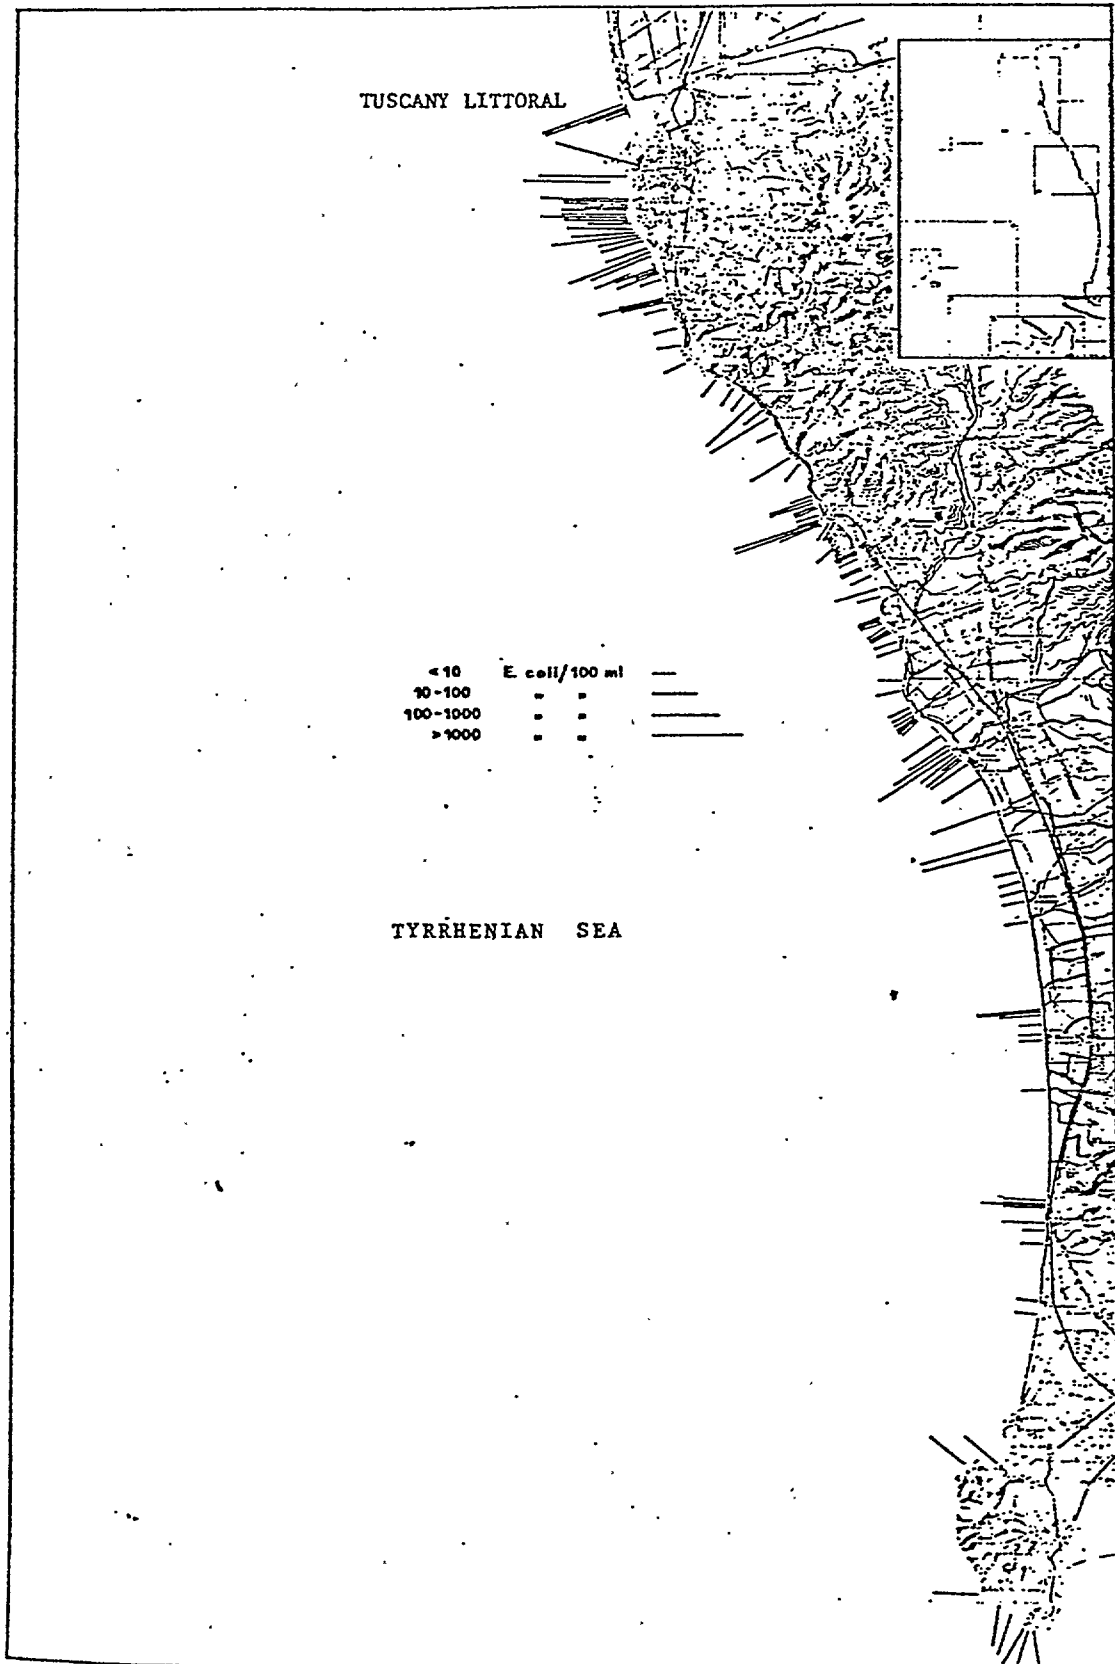 TUSCANY LITTORAL
<10 E. coli/100 ml
10-100 " "
100-1000 " "
>1000 " "
TYRRHENIAN SEA